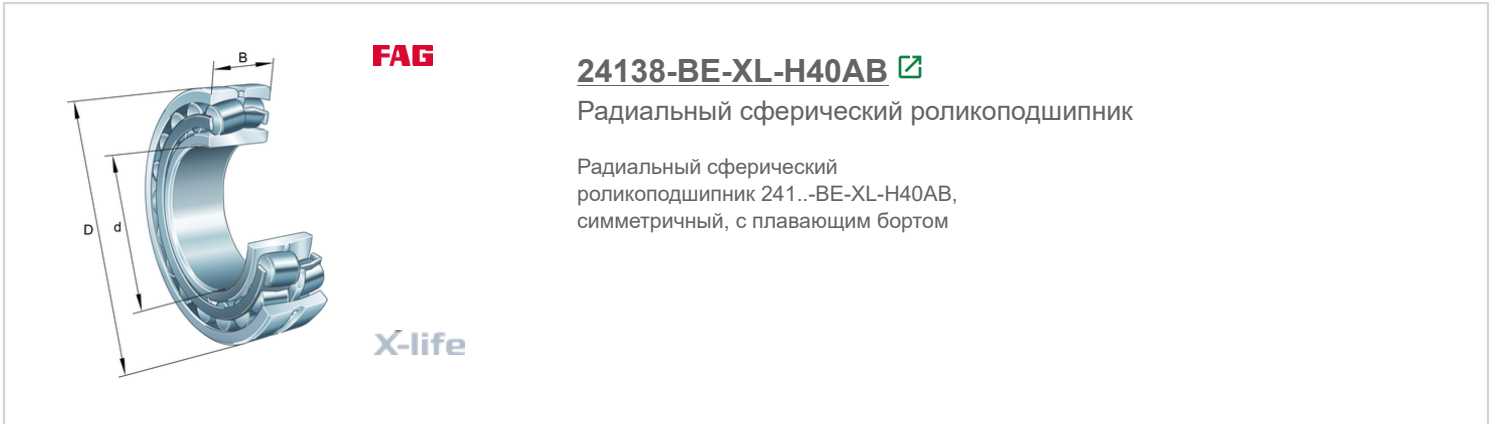 B
FAG
24138-BE-XL-H40AB
Радиальный сферический роликоподшипник
Радиальный сферический
роликоподшипник 241..-BE-XL-H40AB,
симметричный, с плавающим бортом
D
d
X-life